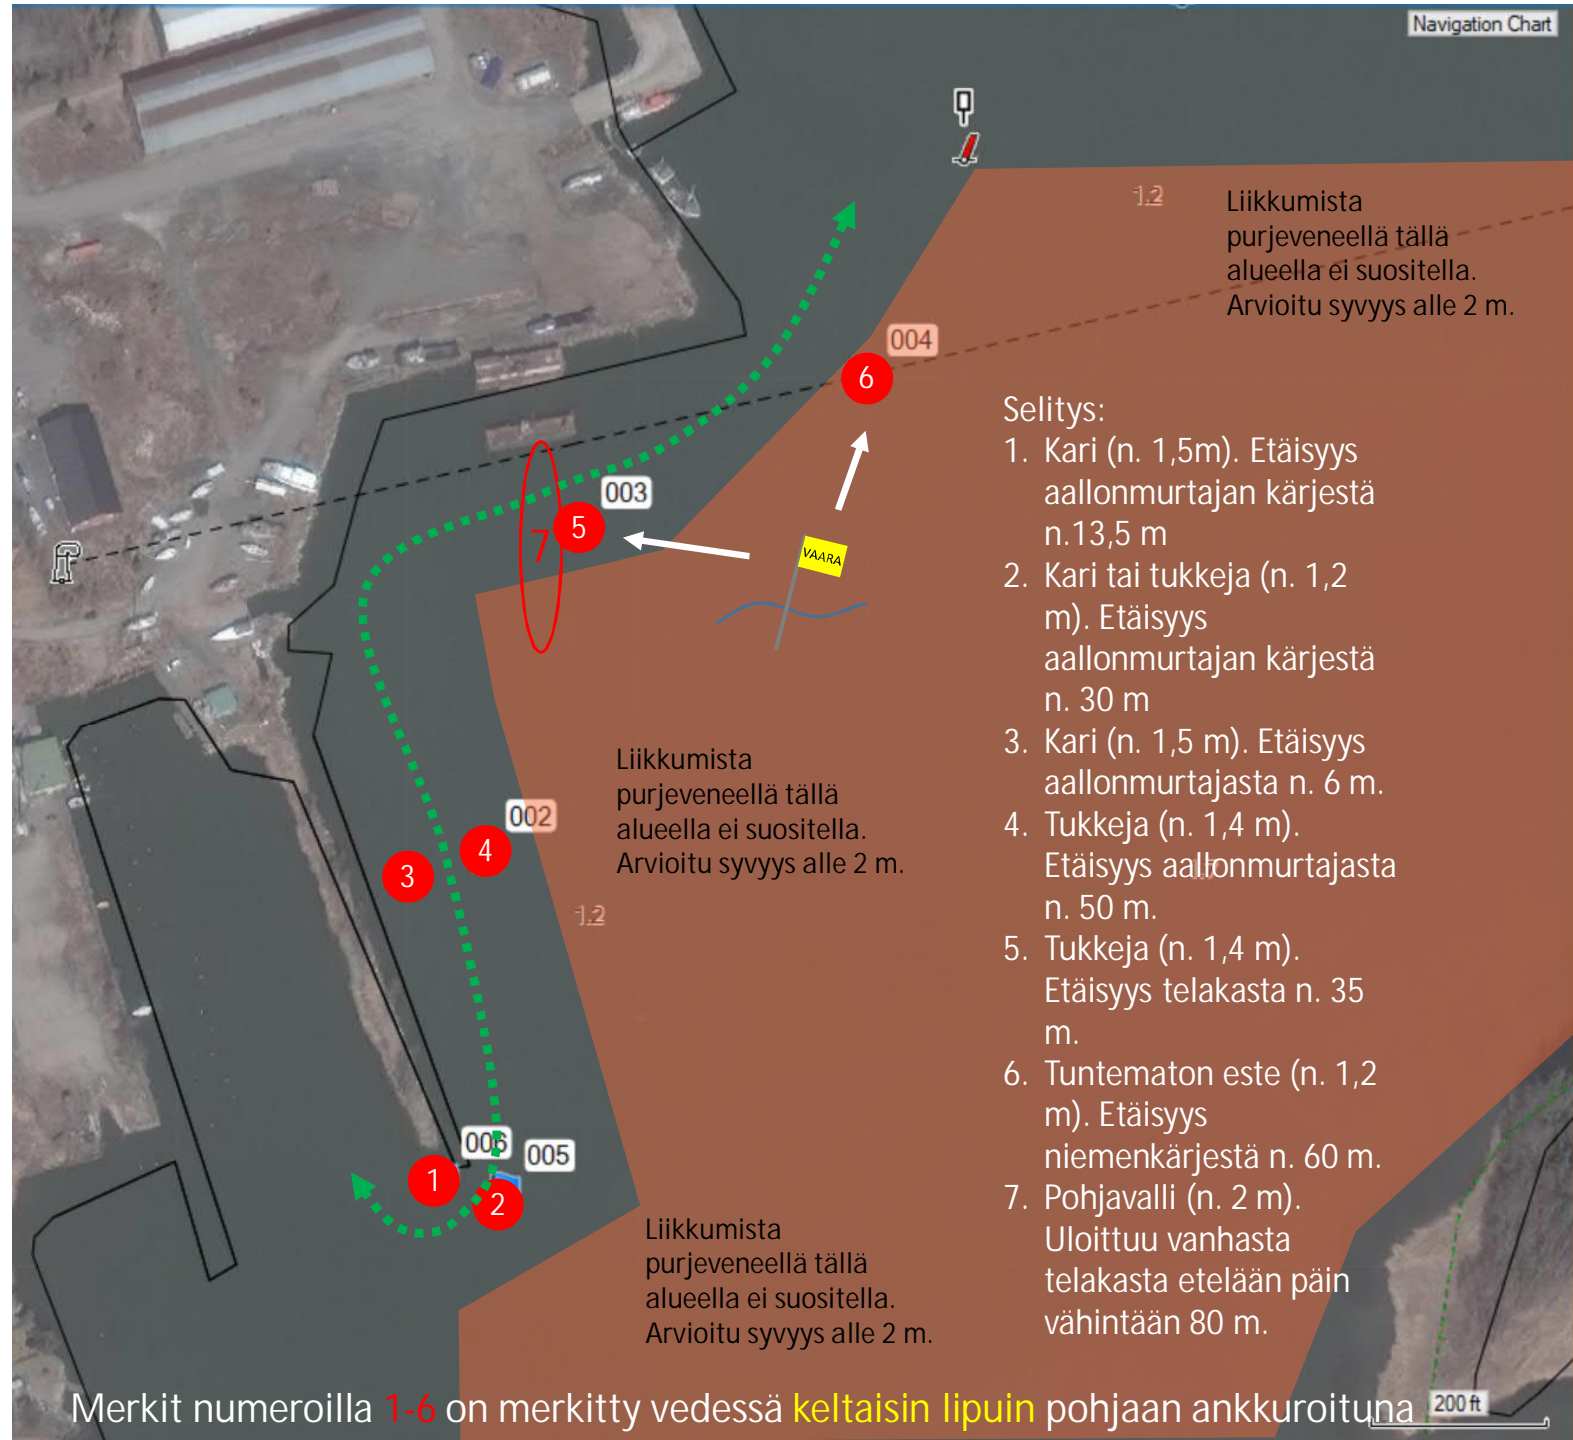 Navigation Chart
1.2
Liikkumista
purjeveneellä tällä
alueella ei suositella.
Arvioitu syvyys alle 2 m.
004
6
003
5
7
VAARA
Selitys:
1. Kari (n. 1,5m). Etäisyys
aallonmurtajan kärjestä
n.13,5 m
2. Kari tai tukkeja (n. 1,2
m). Etäisyys
aallonmurtajan kärjestä
n. 30 m
3. Kari (n. 1,5 m). Etäisyys
aallonmurtajasta n. 6 m.
4. Tukkeja (n. 1,4 m).
Etäisyys aallonmurtajasta
n. 50 m.
5. Tukkeja (n. 1,4 m).
Etäisyys telakasta n. 35
m.
6. Tuntematon este (n. 1,2
m). Etäisyys
niemenkärjestä n. 60 m.
7. Pohjavalli (n. 2 m).
Uloittuu vanhasta
telakasta etelään päin
vähintään 80 m.
Liikkumista
purjeveneellä tällä
alueella ei suositella.
Arvioitu syvyys alle 2 m.
002
4
3
1.2
006
005
1
2
Liikkumista
purjeveneellä tällä
alueella ei suositella.
Arvioitu syvyys alle 2 m.
Merkit numeroilla 1-6 on merkitty vedessä keltaisin lipuin pohjaan ankkuroituna
200 ft